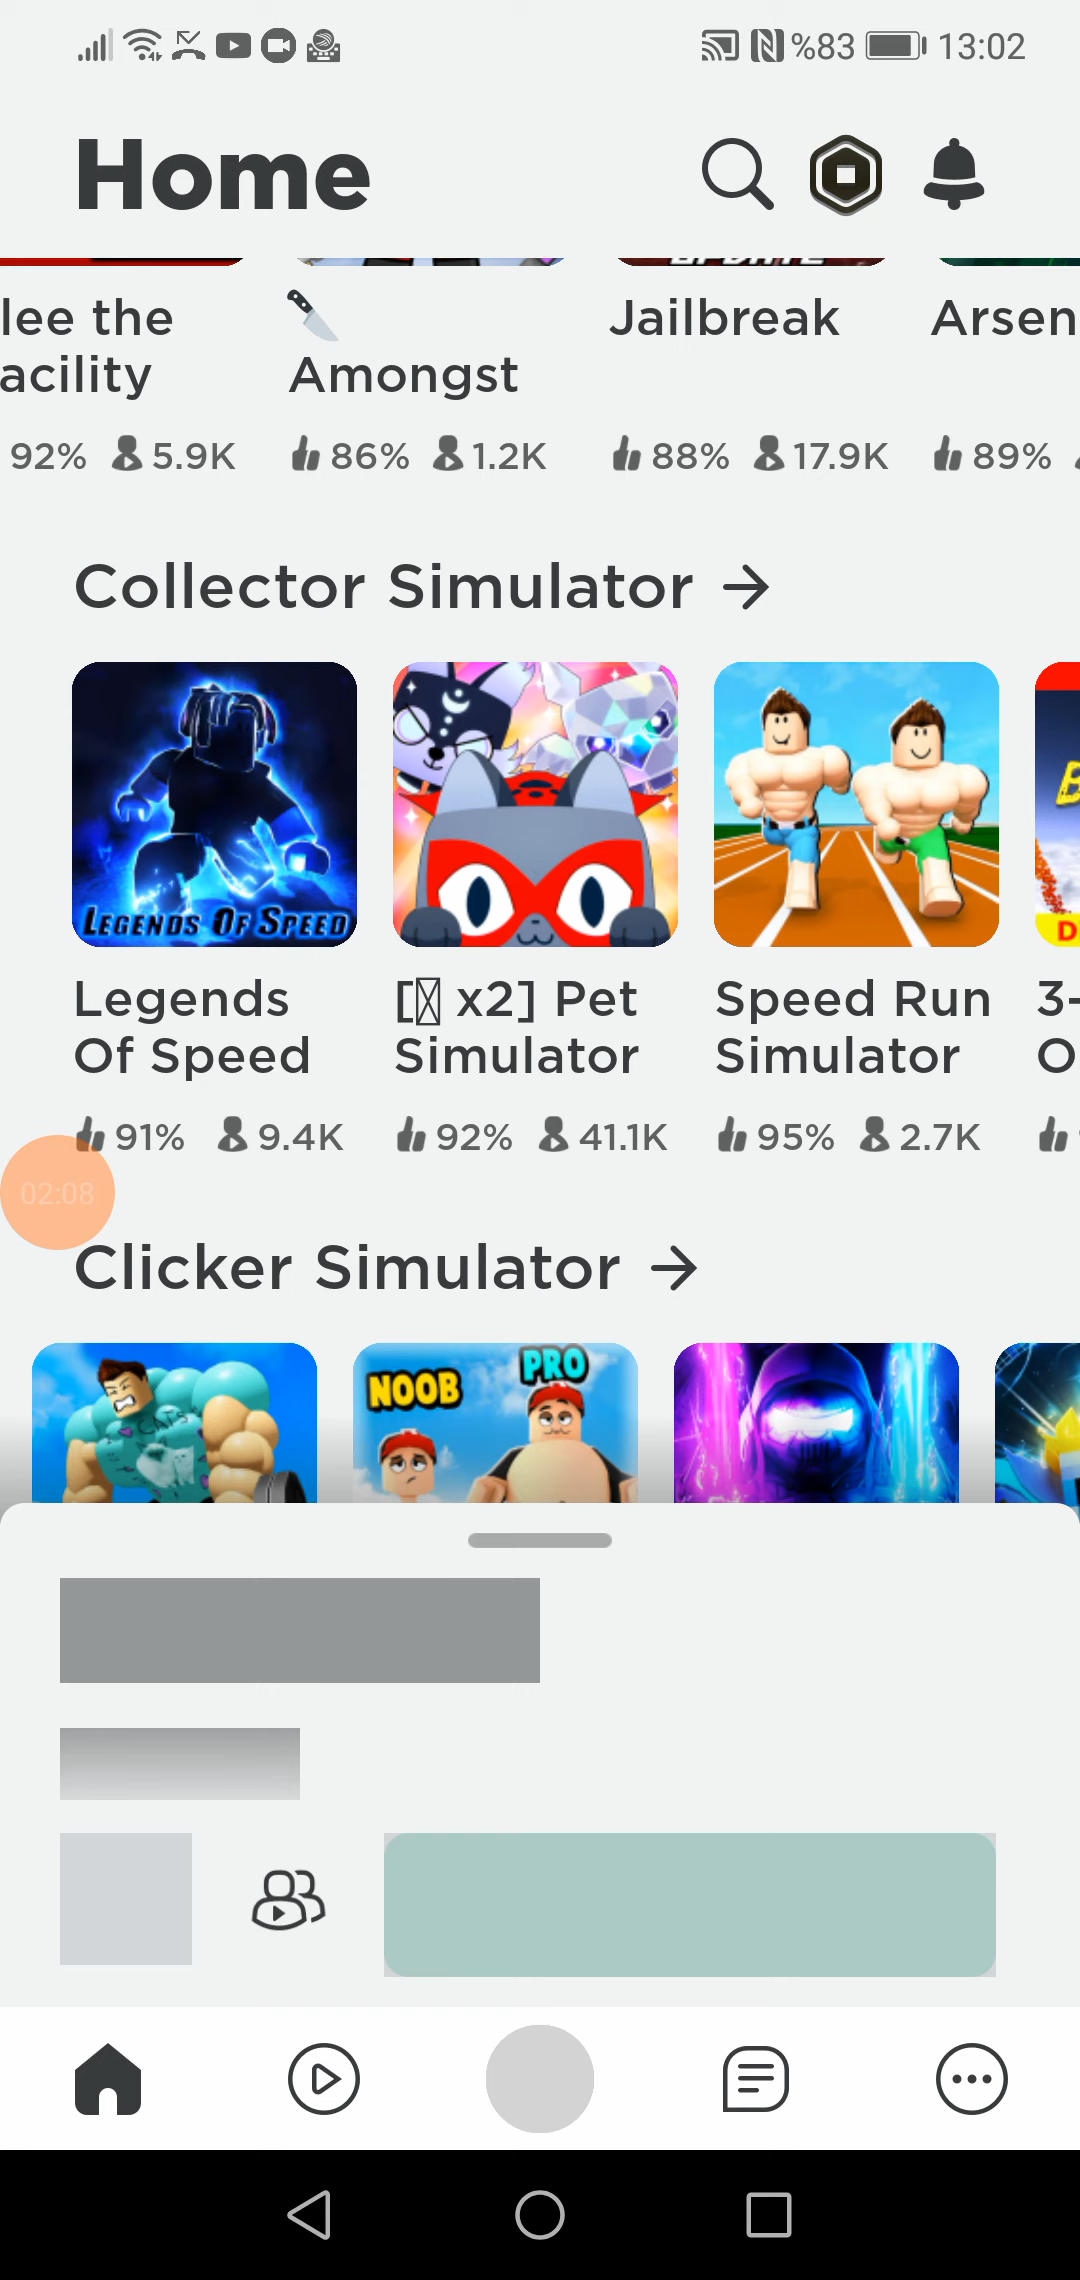 %83 13:02
Home
UPDATE
lee the
acility
Amongst
Jailbreak
Arsen
92% 5.9K 86% 1.2K 88% 17.9K 89%
Collector Simulator →
LEGENDS OF SPEED
Legends
Of Speed
[ x2] Pet
Simulator
Speed Run
Simulator
3-
O
91% 9.4K 92% 41.1K 95% 2.7K
02:08
Clicker Simulator →
NOOB PRO